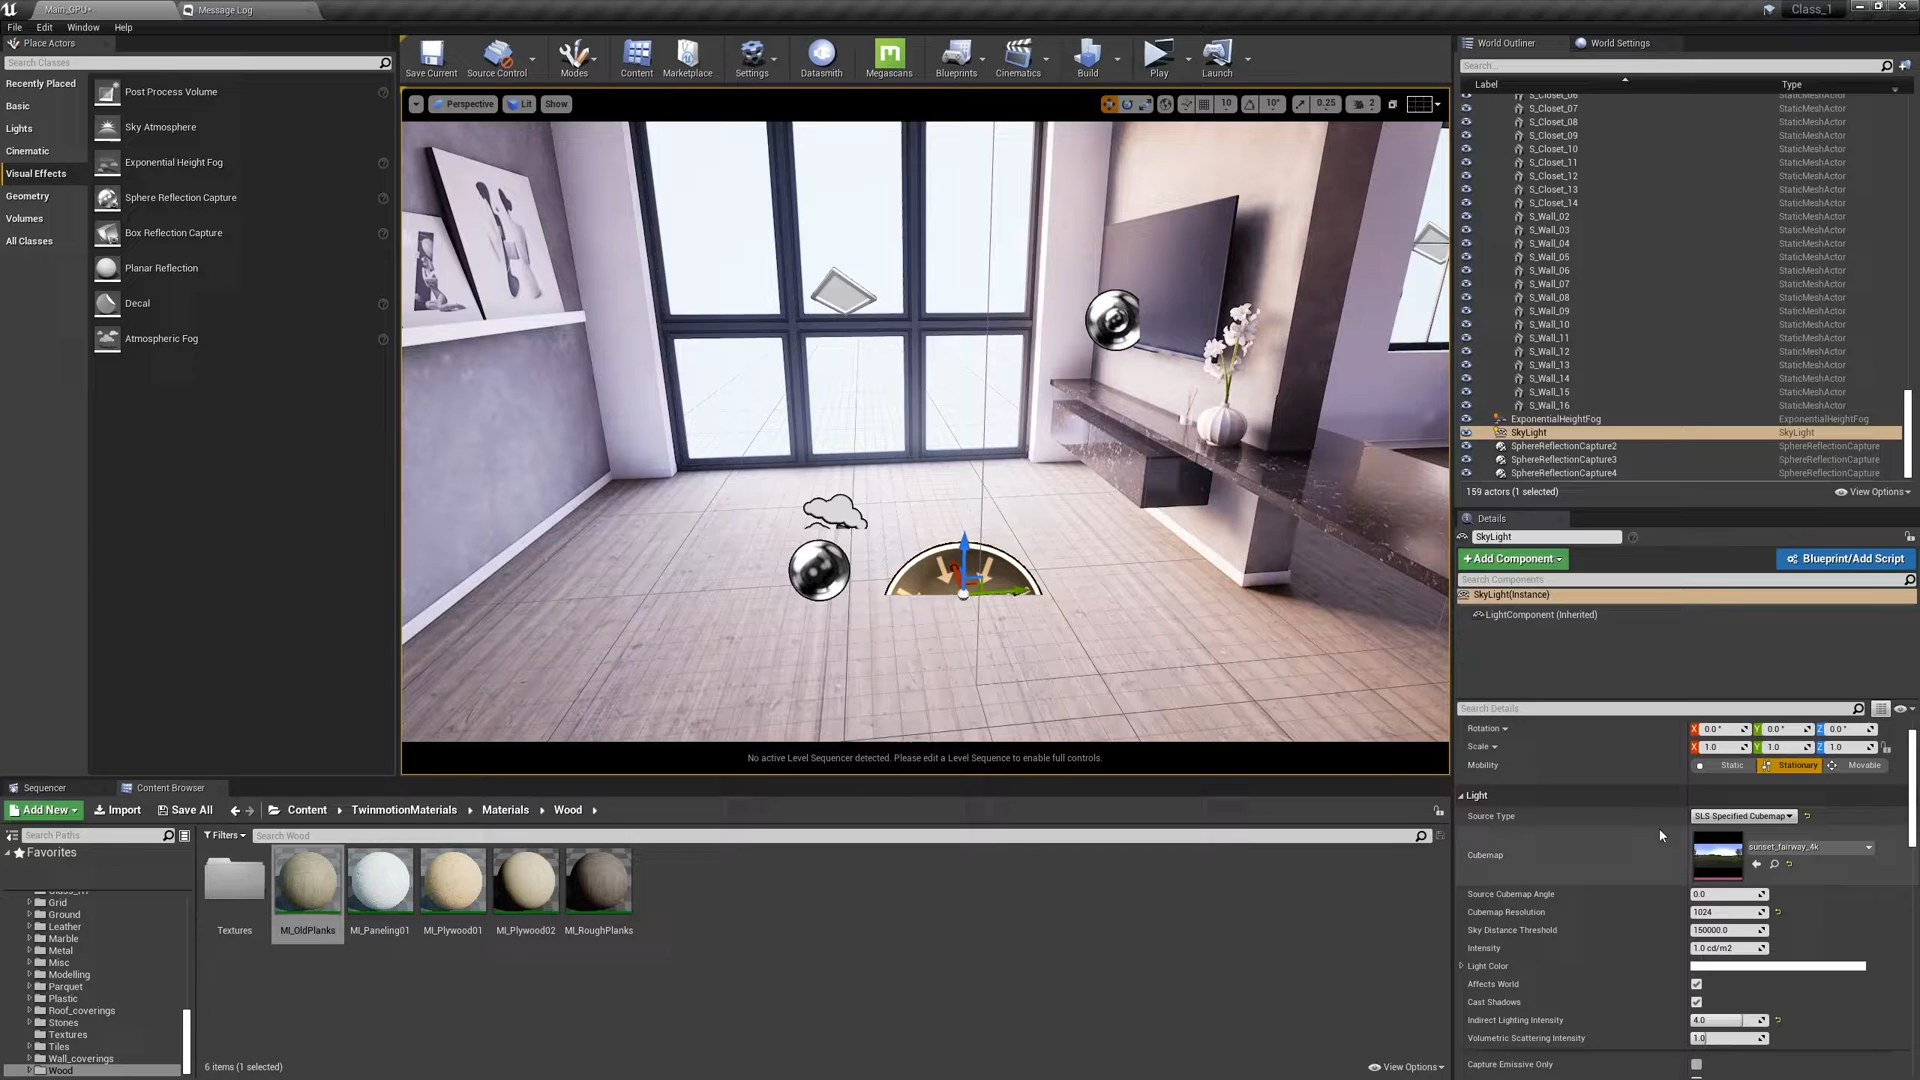 Main_GPU*
Message Log
Class_1
File Edit Window Help
Place Actors
Search Classes
Recently Placed
Basic
Lights
Cinematic
Visual Effects
Geometry
Volumes
All Classes
Post Process Volume
Sky Atmosphere
Exponential Height Fog
Sphere Reflection Capture
Box Reflection Capture
Planar Reflection
Decal
Atmospheric Fog
Save Current
Source Control
Modes
Content
Marketplace
Settings
Datasmith
Megascans
Blueprints
Cinematics
Build
Play
Launch
Perspective
Lit
Show
10
10°
0.25
2
No active Level Sequencer detected. Please edit a Level Sequence to enable full controls.
World Outliner
World Settings
Search...
Label Type
S_Closet_06 StaticMeshActor
S_Closet_07 StaticMeshActor
S_Closet_08 StaticMeshActor
S_Closet_09 StaticMeshActor
S_Closet_10 StaticMeshActor
S_Closet_11 StaticMeshActor
S_Closet_12 StaticMeshActor
S_Closet_13 StaticMeshActor
S_Closet_14 StaticMeshActor
S_Wall_02 StaticMeshActor
S_Wall_03 StaticMeshActor
S_Wall_04 StaticMeshActor
S_Wall_05 StaticMeshActor
S_Wall_06 StaticMeshActor
S_Wall_07 StaticMeshActor
S_Wall_08 StaticMeshActor
S_Wall_09 StaticMeshActor
S_Wall_10 StaticMeshActor
S_Wall_11 StaticMeshActor
S_Wall_12 StaticMeshActor
S_Wall_13 StaticMeshActor
S_Wall_14 StaticMeshActor
S_Wall_15 StaticMeshActor
S_Wall_16 StaticMeshActor
ExponentialHeightFog ExponentialHeightFog
SkyLight SkyLight
SphereReflectionCapture2 SphereReflectionCapture
SphereReflectionCapture3 SphereReflectionCapture
SphereReflectionCapture4 SphereReflectionCapture
159 actors (1 selected)
View Options
Details
SkyLight
+Add Component
Blueprint/Add Script
Search Components
SkyLight(Instance)
LightComponent (Inherited)
Search Details
Rotation X 0.0° Y 0.0° Z 0.0°
Scale X 1.0 Y 1.0 Z 1.0
Mobility Static Stationary Movable
Light
Source Type SLS Specified Cubemap
Cubemap sunset_fairway_4k
Source Cubemap Angle 0.0
Cubemap Resolution 1024
Sky Distance Threshold 150000.0
Intensity 1.0 cd/m2
Light Color
Affects World
Cast Shadows
Indirect Lighting Intensity 4.0
Volumetric Scattering Intensity 1.0
Capture Emissive Only
Sequencer
Content Browser
Add New
Import
Save All
Content
TwinmotionMaterials
Materials
Wood
Search Paths
Filters
Search Wood
Favorites
Grid
Ground
Leather
Marble
Metal
Misc
Modelling
Parquet
Plastic
Roof_coverings
Stones
Textures
Tiles
Wall_coverings
Wood
Textures
MI_OldPlanks
MI_Paneling01
MI_Plywood01
MI_Plywood02
MI_RoughPlanks
6 items (1 selected)
View Options